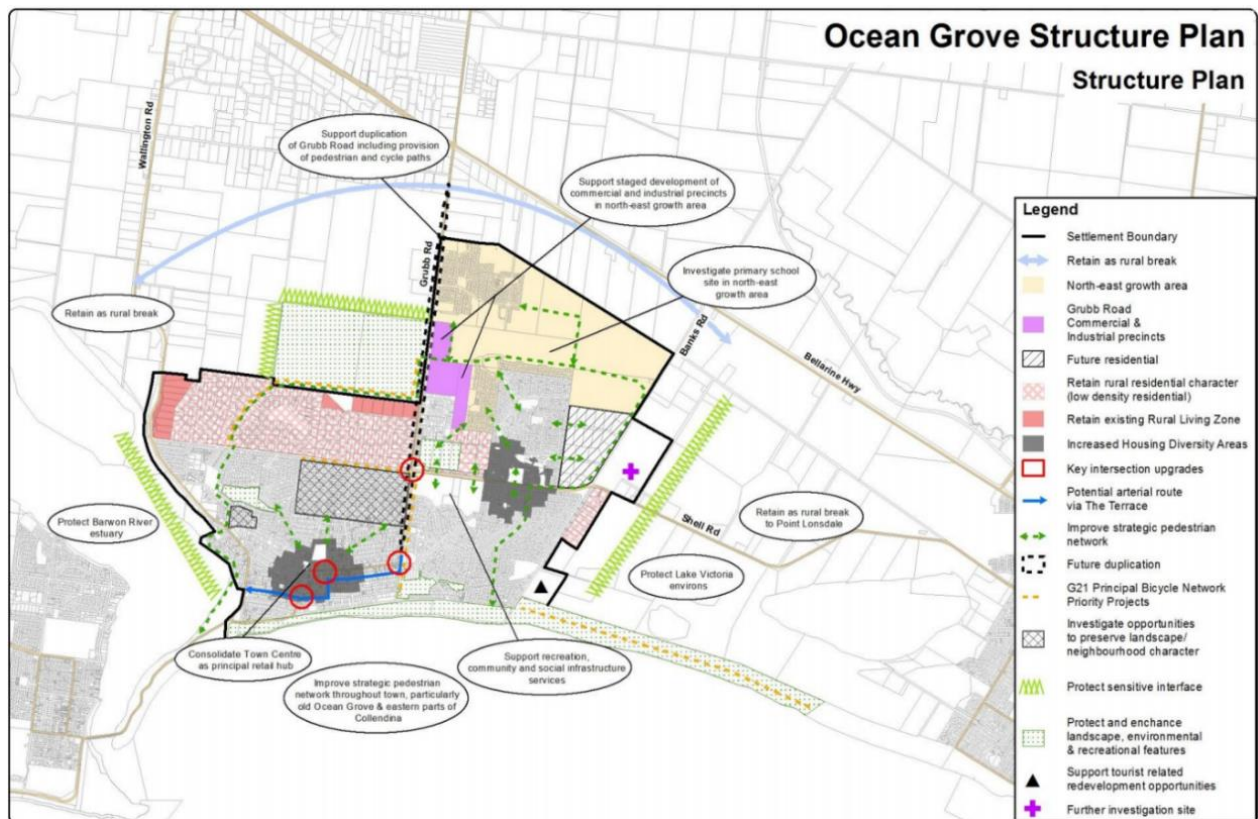 Ocean Grove Structure Plan
Structure Plan
Wallington Rd
Support duplication
of Grubb Road including provision
of pedestrian and cycle paths
Support staged development of
commercial and industrial precincts
in north-east growth area
Grubb Rd
Investigate primary school
site in north-east
growth area
Retain as rural break
Banks Rd
Bellarine Hwy
Protect Barwon River
estuary
Shell Rd
Retain as rural break
to Point Lonsdale
Protect Lake Victoria
environs
Consolidate Town Centre
as principal retail hub
Support recreation,
community and social infrastructure
services
Improve strategic pedestrian
network throughout town, particularly
old Ocean Grove & eastern parts of
Collendina
Legend
Settlement Boundary
Retain as rural break
North-east growth area
Grubb Road
Commercial &
Industrial precincts
Future residential
Retain rural residential character
(low density residential)
Retain existing Rural Living Zone
Increased Housing Diversity Areas
Key intersection upgrades
Potential arterial route
via The Terrace
Improve strategic pedestrian
network
Future duplication
G21 Principal Bicycle Network
Priority Projects
Investigate opportunities
to preserve landscape/
neighbourhood character
Protect sensitive interface
Protect and enchance
landscape, environmental
& recreational features
Support tourist related
redevelopment opportunities
Further investigation site